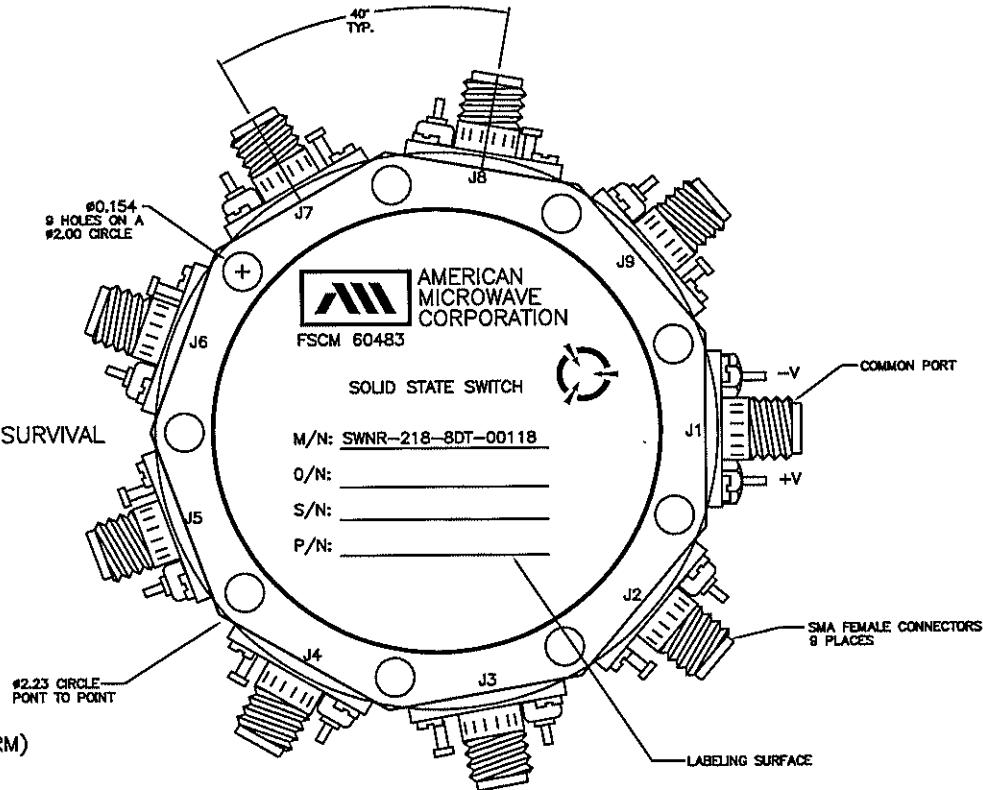 40°
TYP.
J8
J7
ø0.154
9 HOLES ON A
ø2.00 CIRCLE
J9
AMERICAN
MICROWAVE
CORPORATION
FSCM 60483
J6
SOLID STATE SWITCH
-V
COMMON PORT
SURVIVAL
M/N: SWNR-218-8DT-00118
J1
O/N:
+V
S/N:
J5
P/N:
J2
SMA FEMALE CONNECTORS
9 PLACES
J4
J3
ø2.23 CIRCLE
PONT TO POINT
RM)
LABELING SURFACE